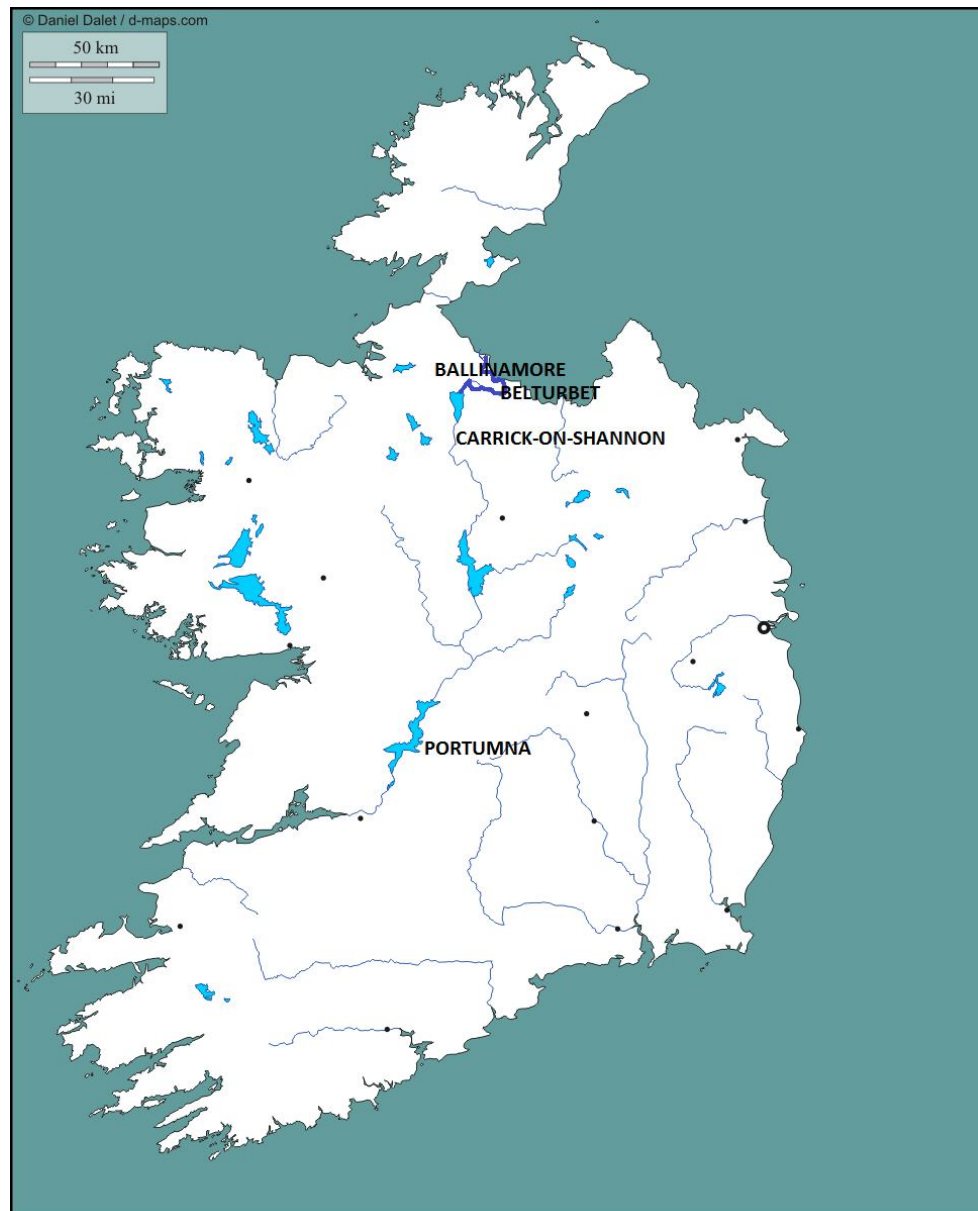 © Daniel Dalet / d-maps.com
50 km
30 mi
BALLINAMORE
BELTURBET
CARRICK-ON-SHANNON
PORTUMNA